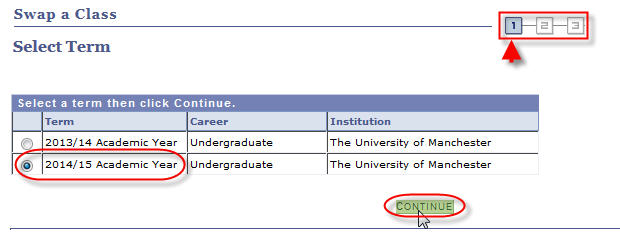 Swap a Class
1 2 3
Select Term
Select a term then click Continue.
Term Career Institution
2013/14 Academic Year Undergraduate The University of Manchester
2014/15 Academic Year Undergraduate The University of Manchester
CONTINUE